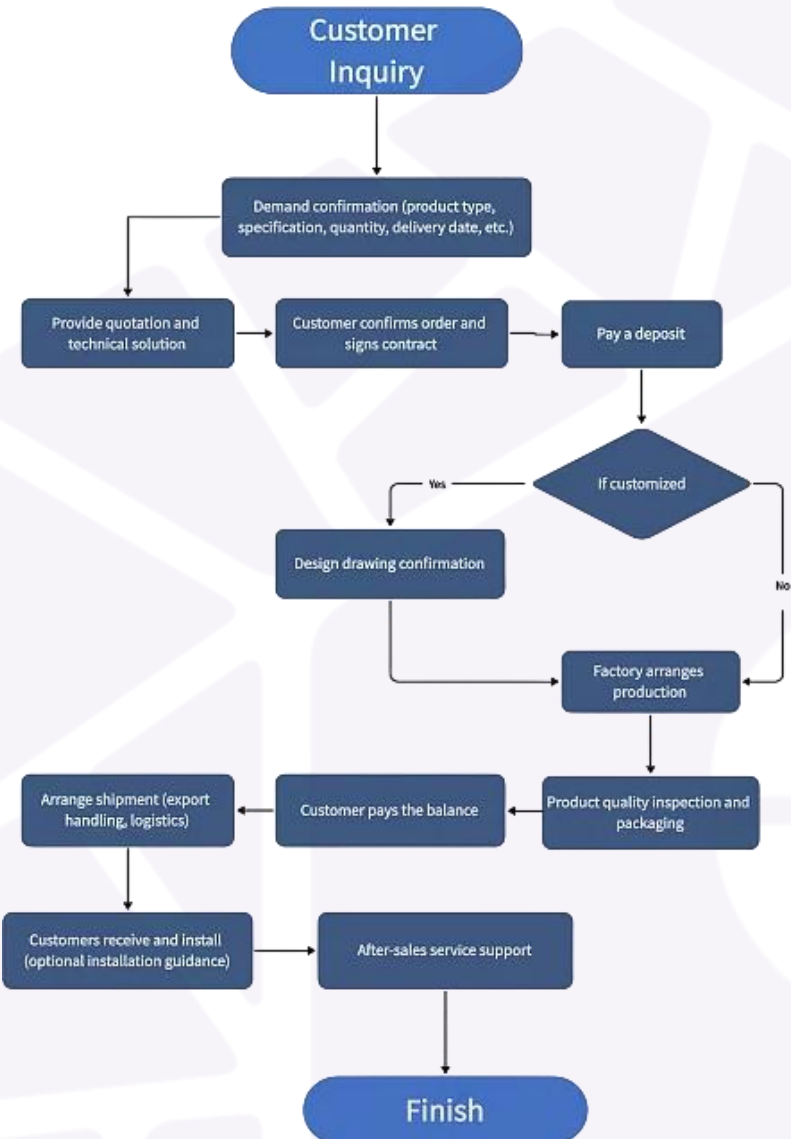 Customer
Inquiry
Demand confirmation (product type,
specification, quantity, delivery date, etc.)
Provide quotation and
technical solution
Customer confirms order and
signs contract
Pay a deposit
If customized
Yes
Design drawing confirmation
No
Factory arranges
production
Arrange shipment (export
handling, logistics)
Customer pays the balance
Product quality inspection and
packaging
Customers receive and install
(optional installation guidance)
After-sales service support
Finish